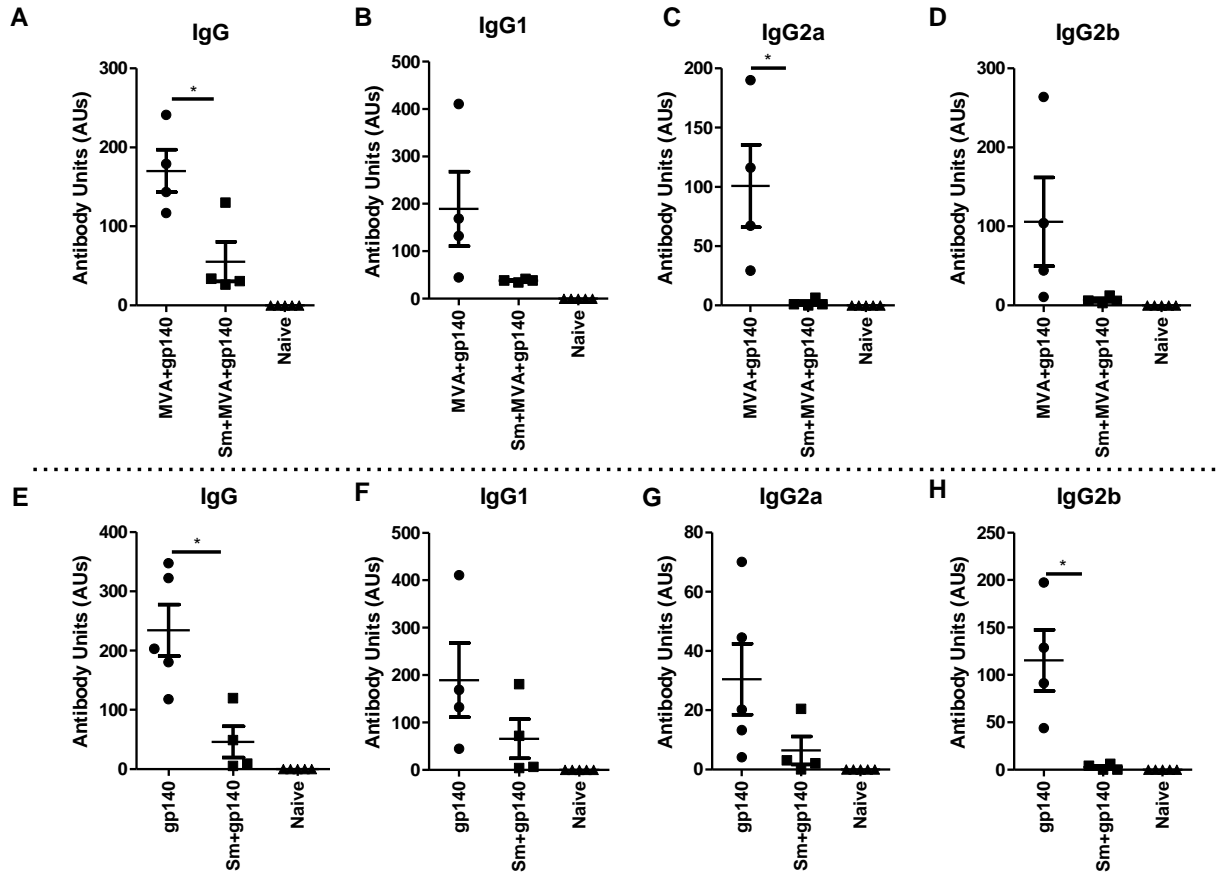 A
IgG
Antibody Units (AUs)
300
200
100
0
*
MVA+gp140
Sm+MVA+gp140
Naive
B
IgG1
Antibody Units (AUs)
500
400
300
200
100
0
MVA+gp140
Sm+MVA+gp140
Naive
C
IgG2a
Antibody Units (AUs)
200
150
100
50
0
*
MVA+gp140
Sm+MVA+gp140
Naive
D
IgG2b
Antibody Units (AUs)
300
200
100
0
MVA+gp140
Sm+MVA+gp140
Naive
E
IgG
Antibody Units (AUs)
400
300
200
100
0
*
gp140
Sm+gp140
Naive
F
IgG1
Antibody Units (AUs)
500
400
300
200
100
0
gp140
Sm+gp140
Naive
G
IgG2a
Antibody Units (AUs)
80
60
40
20
0
gp140
Sm+gp140
Naive
H
IgG2b
Antibody Units (AUs)
250
200
150
100
50
0
*
gp140
Sm+gp140
Naive